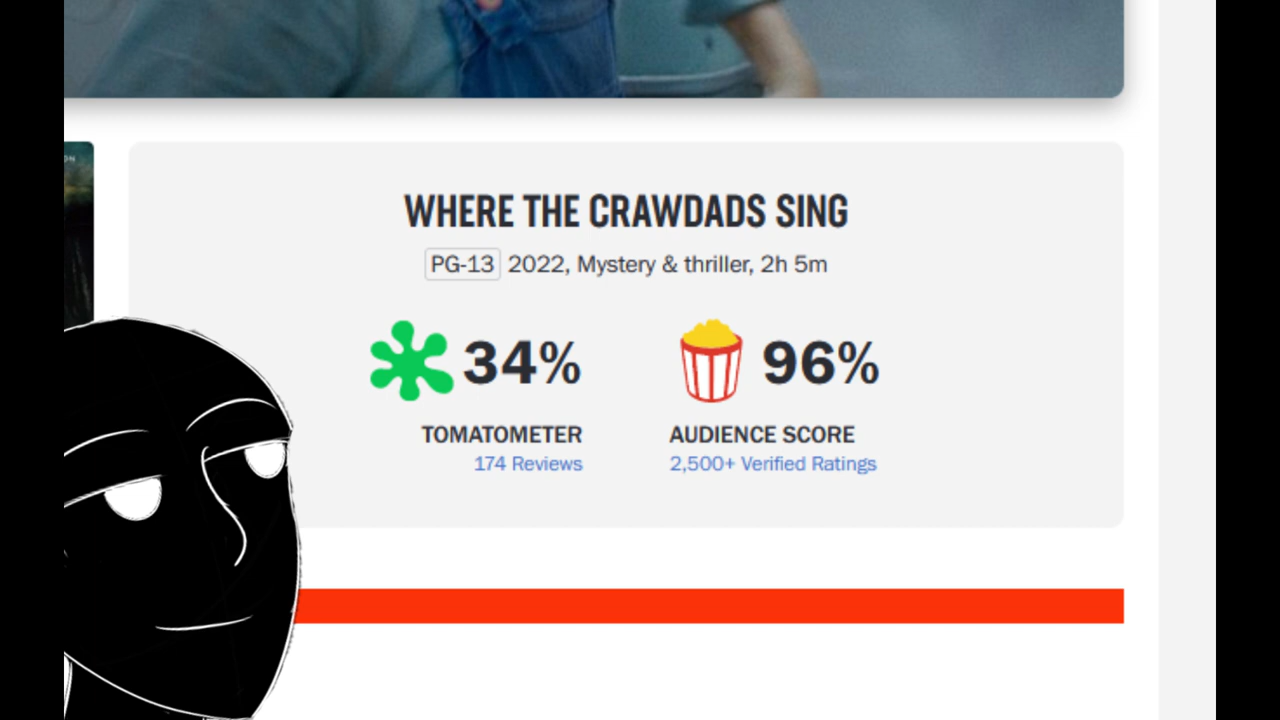 ON
WHERE THE CRAWDADS SING
PG-13 2022, Mystery & thriller, 2h 5m
34% 96%
TOMATOMETER AUDIENCE SCORE
174 Reviews 2,500+ Verified Ratings